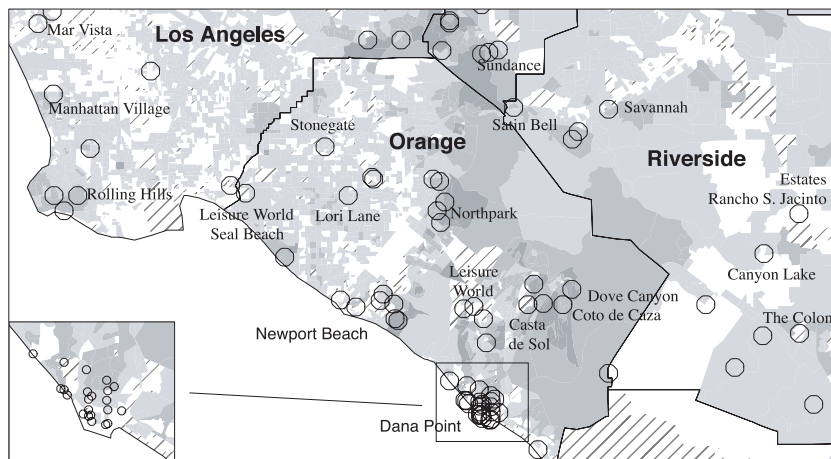 Mar Vista
Los Angeles
Sundance
Manhattan Village
Stonegate
Orange
Satin Bell
Savannah
Riverside
Rolling Hills
Leisure World
Seal Beach
Lori Lane
Northpark
Estates
Rancho S. Jacinto
Canyon Lake
Leisure
World
Newport Beach
Casta
de Sol
Dove Canyon
Coto de Caza
The Colon
Dana Point